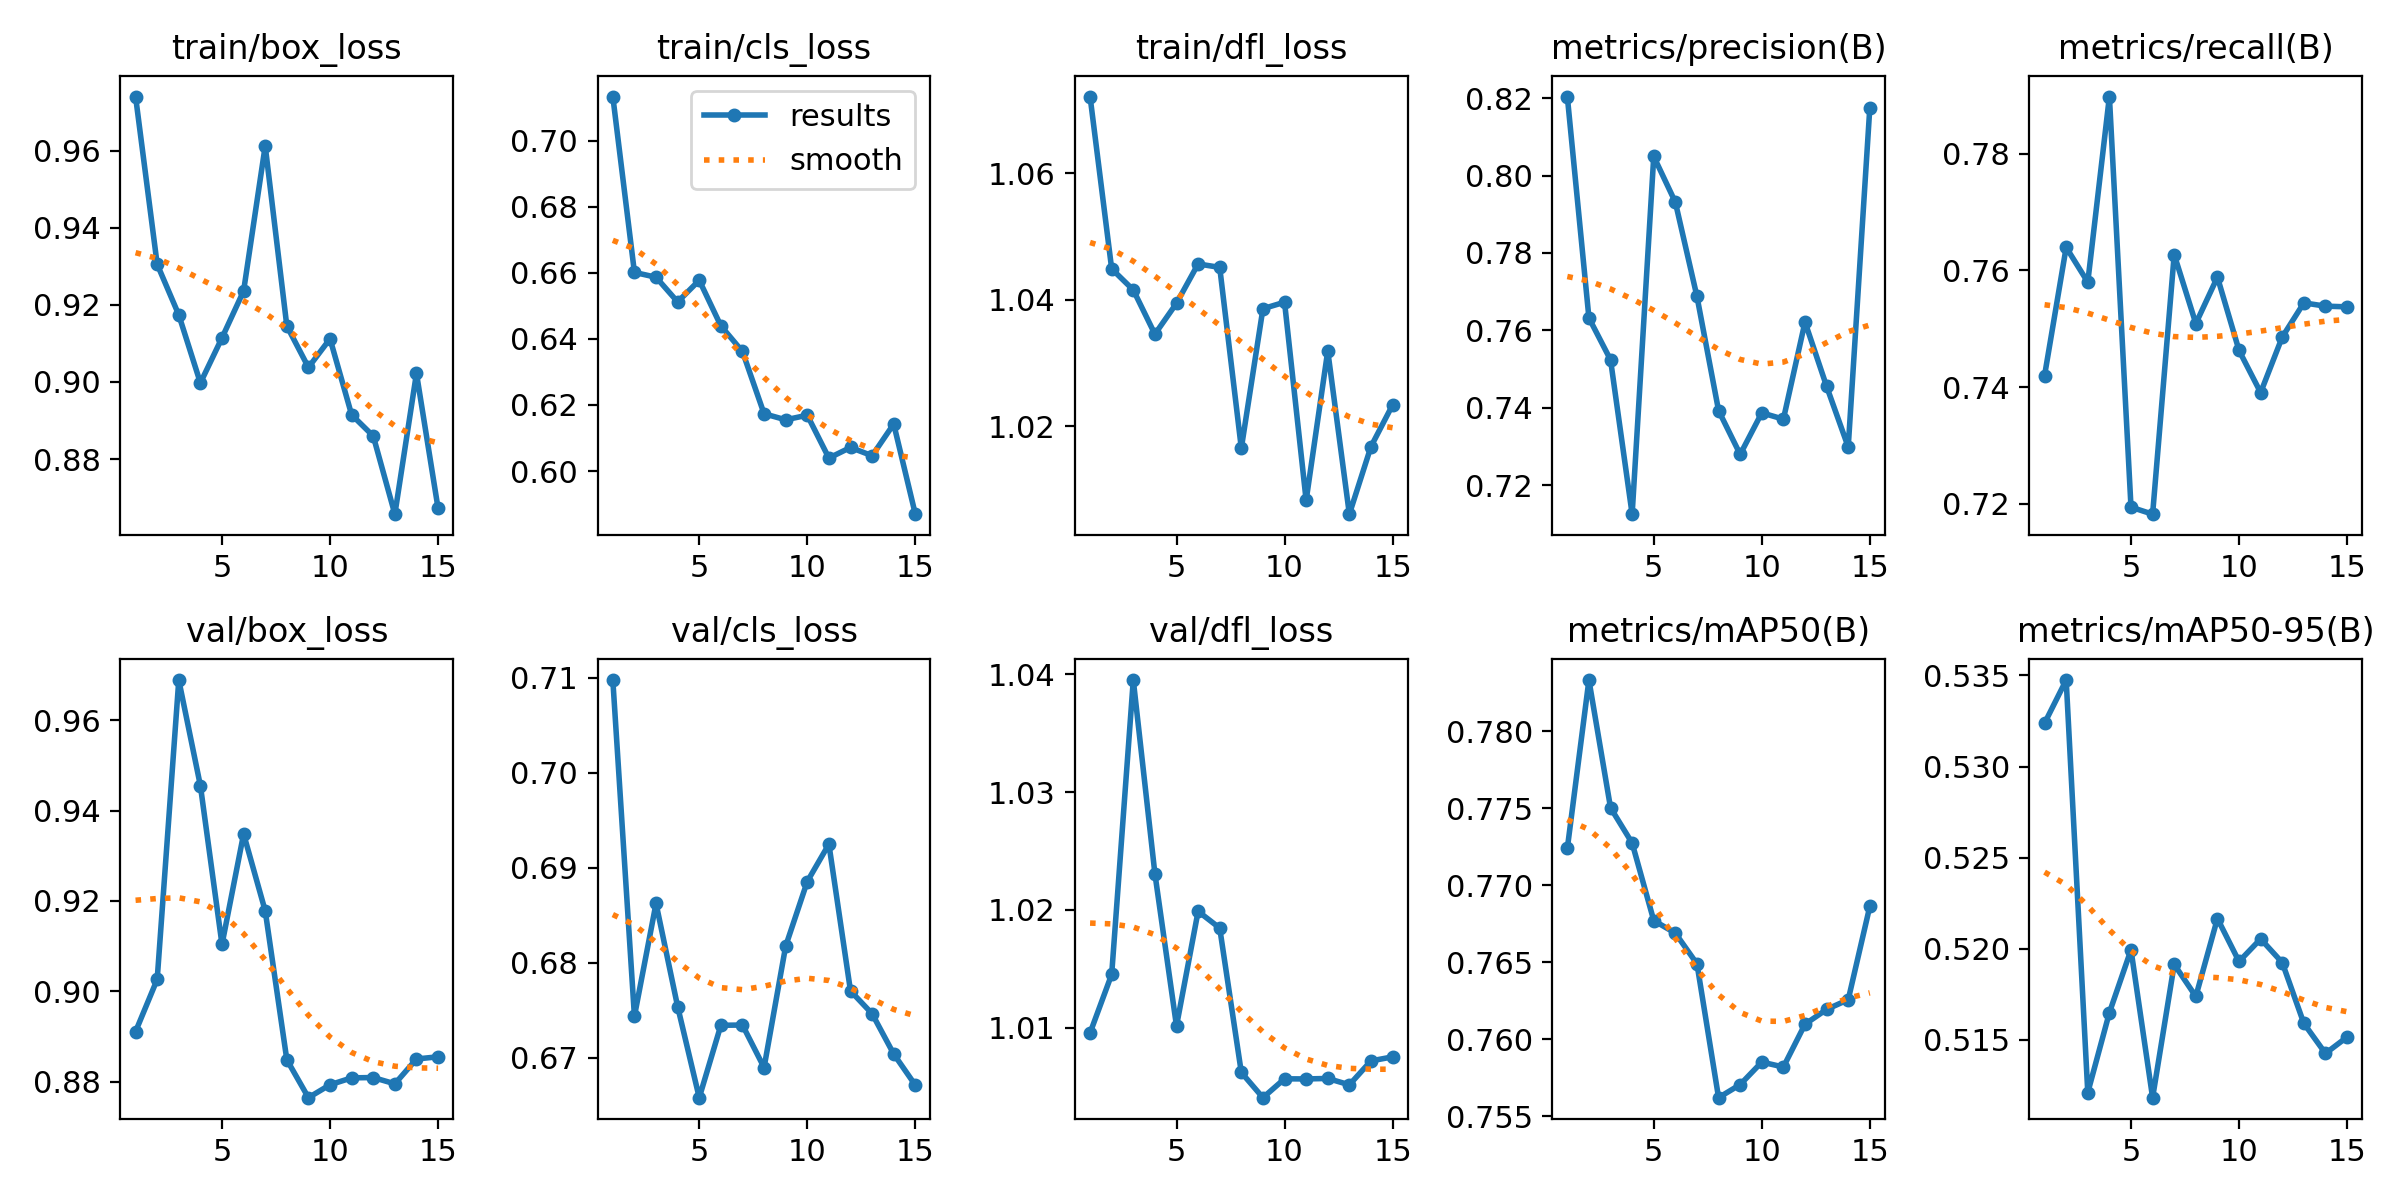 train/box_loss
train/cls_loss
train/dfl_loss
metrics/precision(B)
metrics/recall(B)
0.96
0.94
0.92
0.90
0.88
5 10 15
results
smooth
0.70
0.68
0.66
0.64
0.62
0.60
5 10 15
1.06
1.04
1.02
5 10 15
0.82
0.80
0.78
0.76
0.74
0.72
5 10 15
0.78
0.76
0.74
0.72
5 10 15
val/box_loss
val/cls_loss
val/dfl_loss
metrics/mAP50(B)
metrics/mAP50-95(B)
0.96
0.94
0.92
0.90
0.88
5 10 15
0.71
0.70
0.69
0.68
0.67
5 10 15
1.04
1.03
1.02
1.01
5 10 15
0.780
0.775
0.770
0.765
0.760
0.755
5 10 15
0.535
0.530
0.525
0.520
0.515
5 10 15